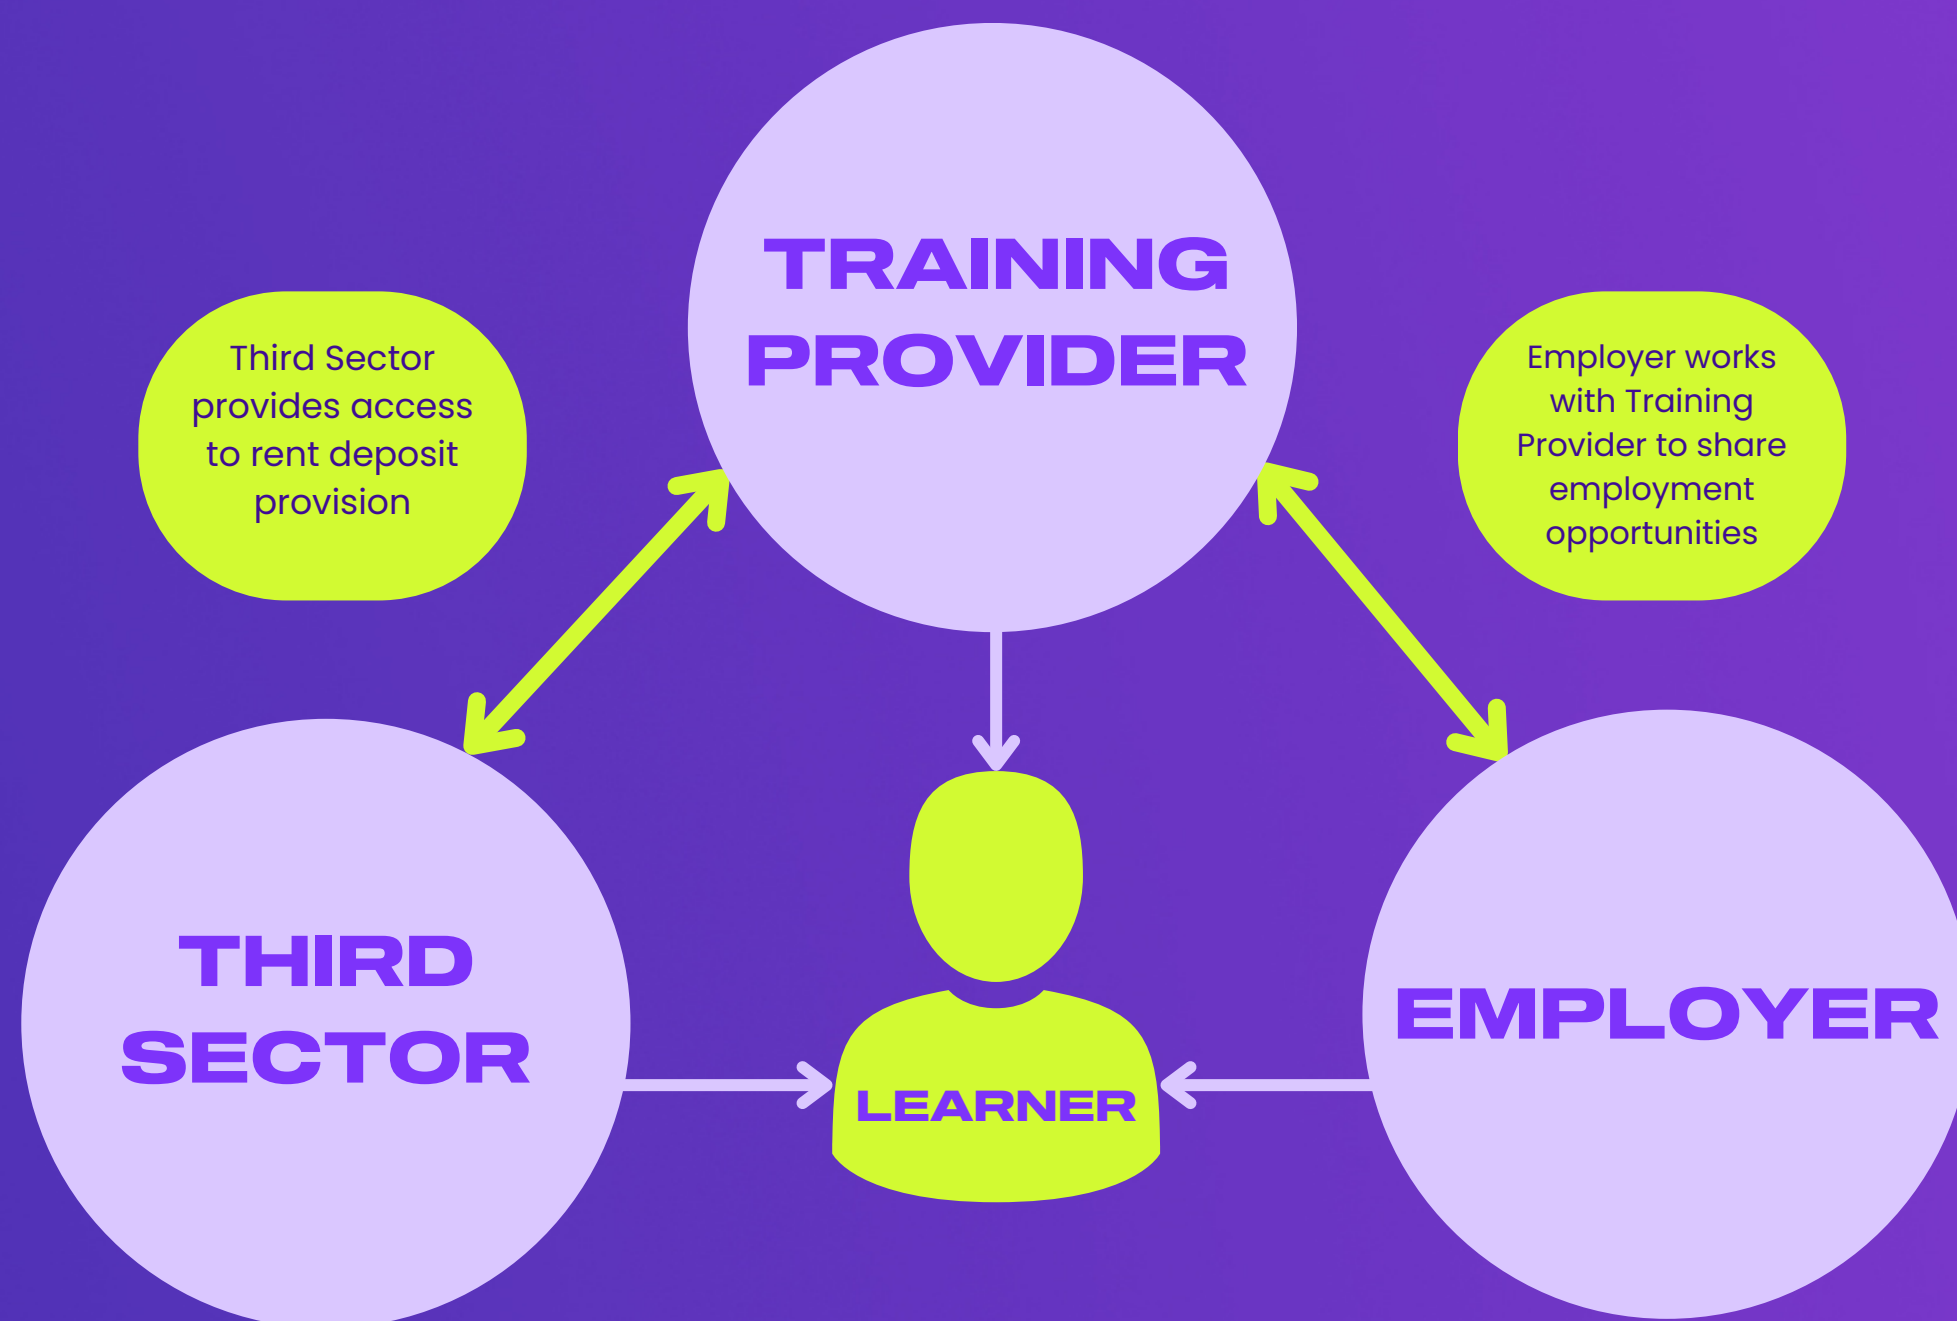 TRAINING
PROVIDER
Third Sector
provides access
to rent deposit
provision
Employer works
with Training
Provider to share
employment
opportunities
THIRD
SECTOR
EMPLOYER
LEARNER